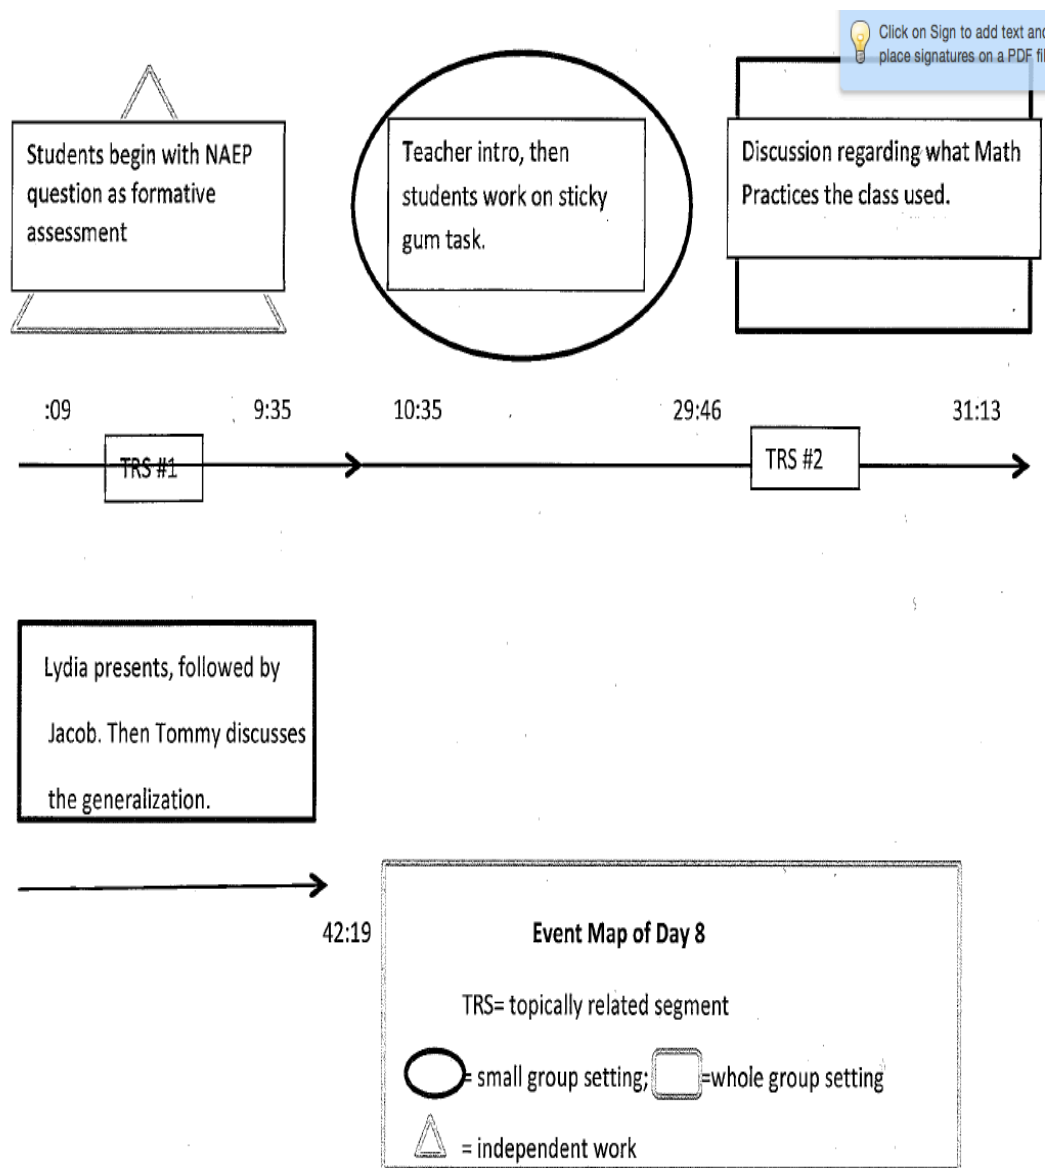 Click on Sign to add text and
place signatures on a PDF fil
Students begin with NAEP
question as formative
assessment
Teacher intro, then
students work on sticky
gum task.
Discussion regarding what Math
Practices the class used.
:09 9:35 10:35 29:46 31:13
TRS #1 TRS #2
Lydia presents, followed by
Jacob. Then Tommy discusses
the generalization.
42:19
Event Map of Day 8
TRS= topically related segment
= small group setting; =whole group setting
= independent work